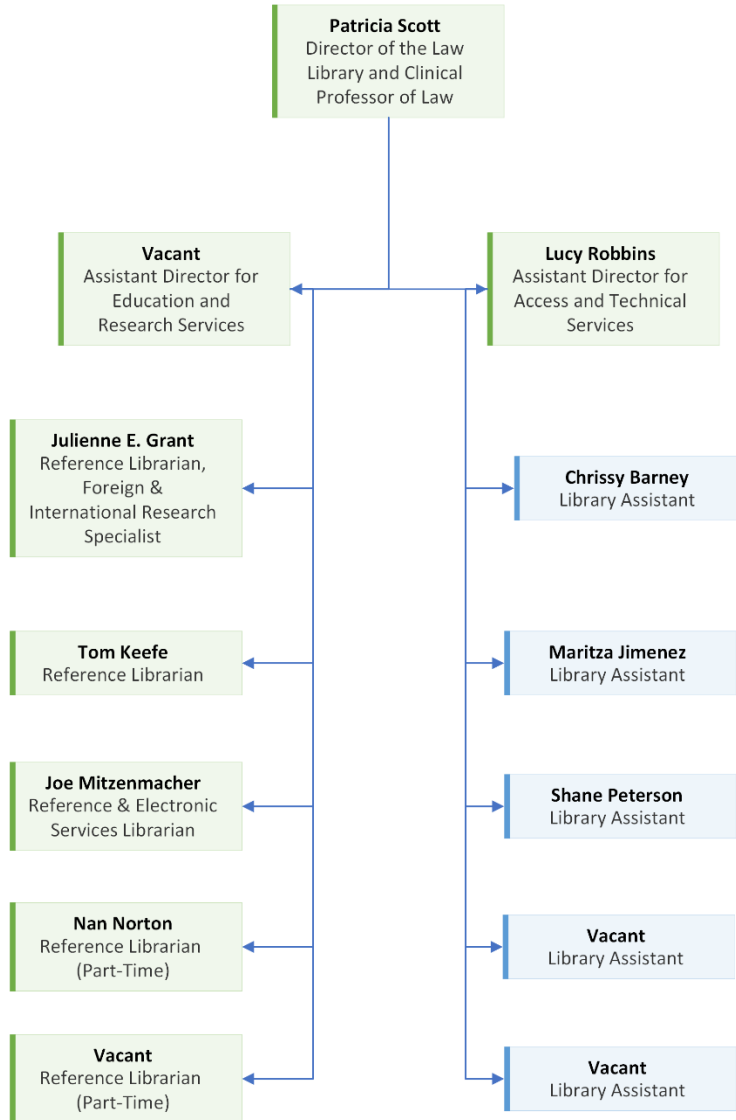 Patricia Scott
Director of the Law
Library and Clinical
Professor of Law
Vacant
Assistant Director for
Education and
Research Services
Lucy Robbins
Assistant Director for
Access and Technical
Services
Julienne E. Grant
Reference Librarian,
Foreign &
International Research
Specialist
Chrissy Barney
Library Assistant
Tom Keefe
Reference Librarian
Maritza Jimenez
Library Assistant
Joe Mitzenmacher
Reference & Electronic
Services Librarian
Shane Peterson
Library Assistant
Nan Norton
Reference Librarian
(Part-Time)
Vacant
Library Assistant
Vacant
Reference Librarian
(Part-Time)
Vacant
Library Assistant